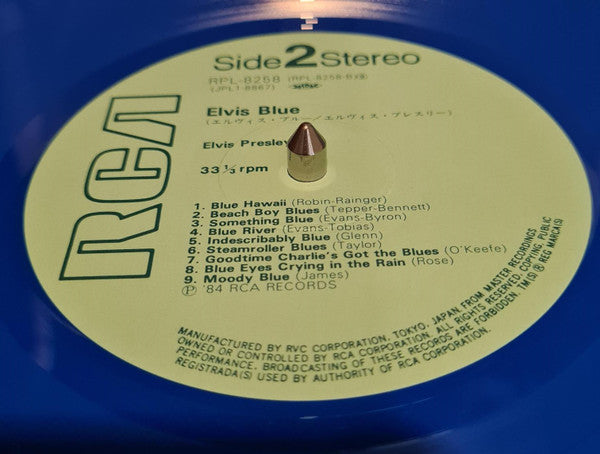 RCA
Side 2 Stereo
RPL-8258 (RPL-8258-B)
(JPL1-8867)
Elvis Blue
(エルヴィス・ブルー/エルヴィス・プレスリー)
Elvis Presley
33 1/3 rpm
1. Blue Hawaii (Robin-Rainger)
2. Beach Boy Blues (Tepper-Bennett)
3. Something Blue (Evans-Byron)
4. Blue River (Evans-Tobias)
5. Indescribably Blue (Glenn)
6. Steamroller Blues (Taylor)
7. Goodtime Charlie's Got the Blues (O'Keefe)
8. Blue Eyes Crying in the Rain (Rose)
9. Moody Blue (James)
Ⓟ '84 RCA RECORDS
MANUFACTURED BY RVC CORPORATION, TOKYO, JAPAN, FROM MASTER RECORDINGS
OWNED OR CONTROLLED BY RCA CORPORATION. ALL RIGHTS RESERVED, COPYING, PUBLIC
PERFORMANCE, BROADCASTING OF THESE RECORDS ARE FORBIDDEN. TM(S) ® REG MARCA(S)
REGISTRADA(S) USED BY AUTHORITY OF RCA CORPORATION.